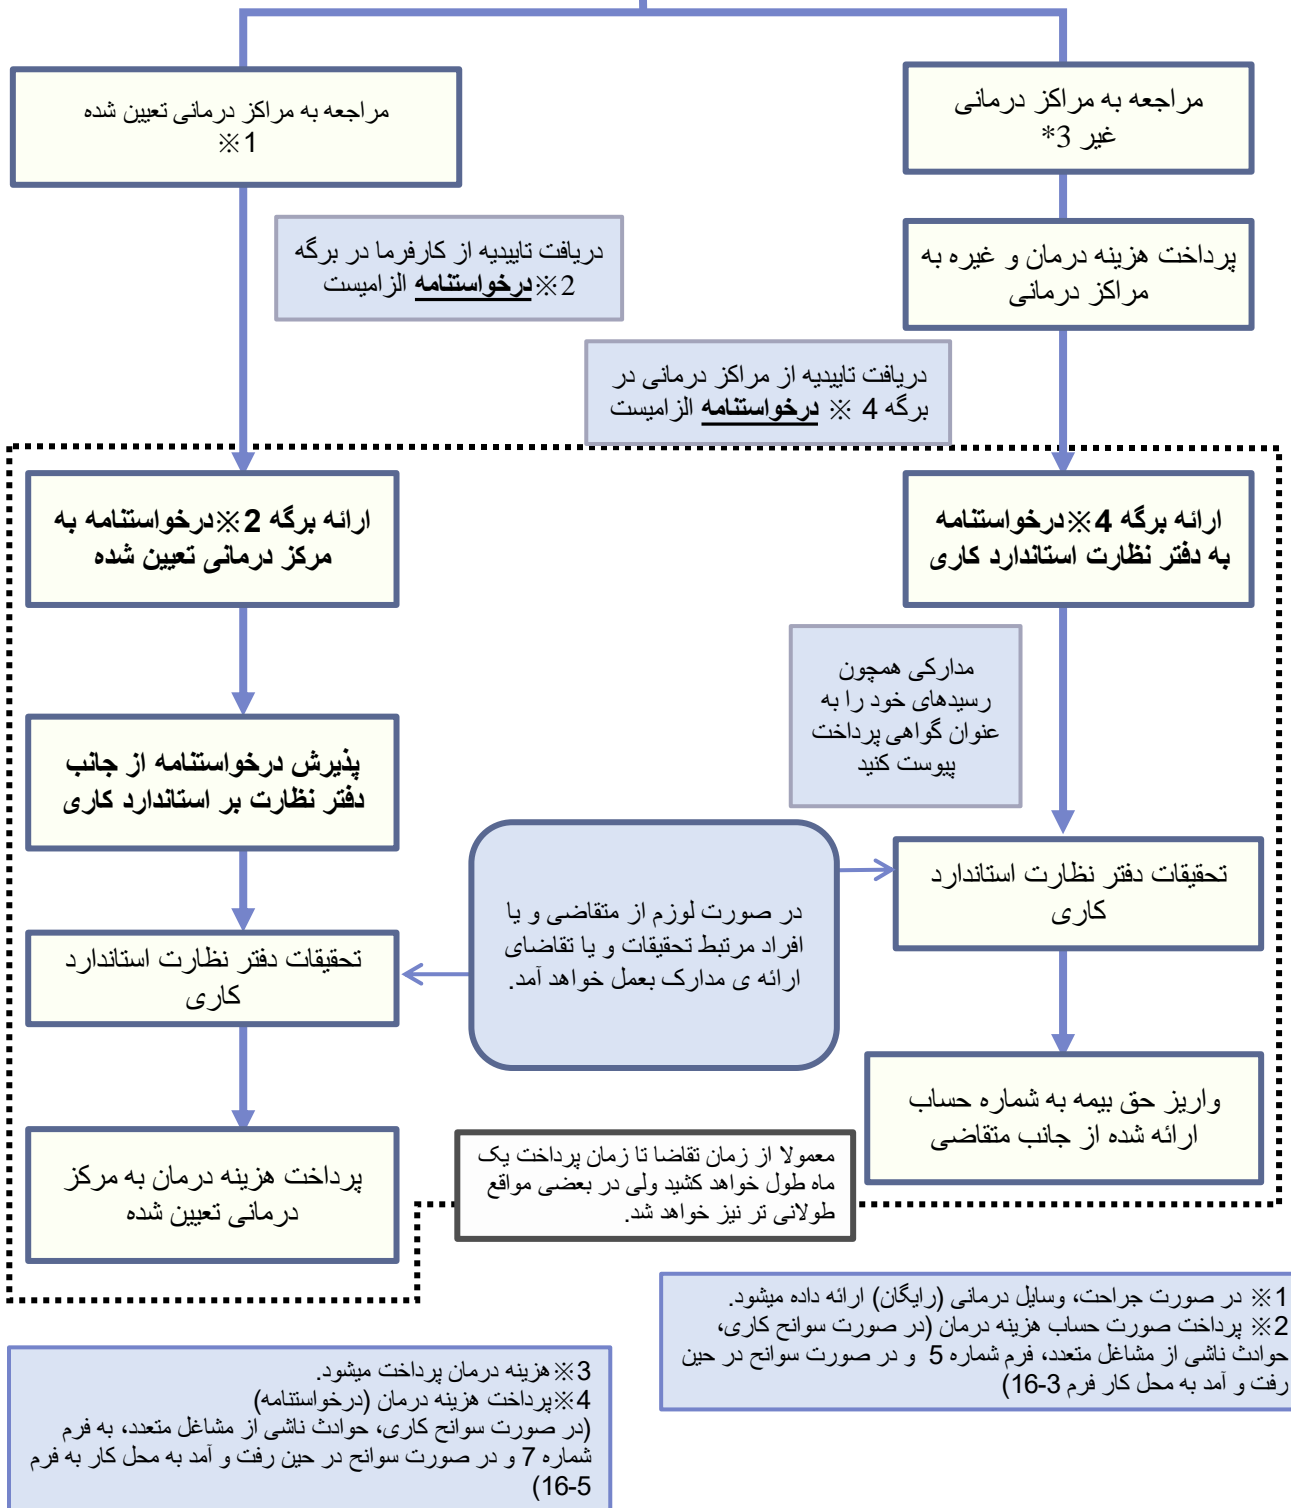 مراجعه به مراکز درمانی
غیر 3*
مراجعه به مراکز درمانی تعیین شده
※1
پرداخت هزینه درمان و غیره به
مراکز درمانی
دریافت تاییدیه از کارفرما در برگه
2※درخواستنامه الزامیست
دریافت تاییدیه از مراکز درمانی در
برگه 4 ※ درخواستنامه الزامیست
ارائه برگه 4※درخواستنامه
به دفتر نظارت استاندارد کاری
ارائه برگه 2※درخواستنامه به
مرکز درمانی تعیین شده
مدارکی همچون
رسیدهای خود را به
عنوان گواهی پرداخت
پیوست کنید
پذیرش درخواستنامه از جانب
دفتر نظارت بر استاندارد کاری
تحقیقات دفتر نظارت استاندارد
کاری
در صورت لوزم از متقاضی و یا
افراد مرتبط تحقیقات و یا تقاضای
ارائه ی مدارک بعمل خواهد آمد.
تحقیقات دفتر نظارت استاندارد
کاری
واریز حق بیمه به شماره حساب
ارائه شده از جانب متقاضی
پرداخت هزینه درمان به مرکز
درمانی تعیین شده
معمولا از زمان تقاضا تا زمان پرداخت یک
ماه طول خواهد کشید ولی در بعضی مواقع
طولانی تر نیز خواهد شد.
1※ در صورت جراحت، وسایل درمانی (رایگان) ارائه داده میشود.
2※ پرداخت صورت حساب هزینه درمان (در صورت سوانح کاری،
حوادث ناشی از مشاغل متعدد، فرم شماره 5 و در صورت سوانح در حین
رفت و آمد به محل کار فرم 3-16)
3※هزینه درمان پرداخت میشود.
4※پرداخت هزینه درمان (درخواستنامه)
(در صورت سوانح کاری، حوادث ناشی از مشاغل متعدد، به فرم
شماره 7 و در صورت سوانح در حین رفت و آمد به محل کار به فرم
16-5)